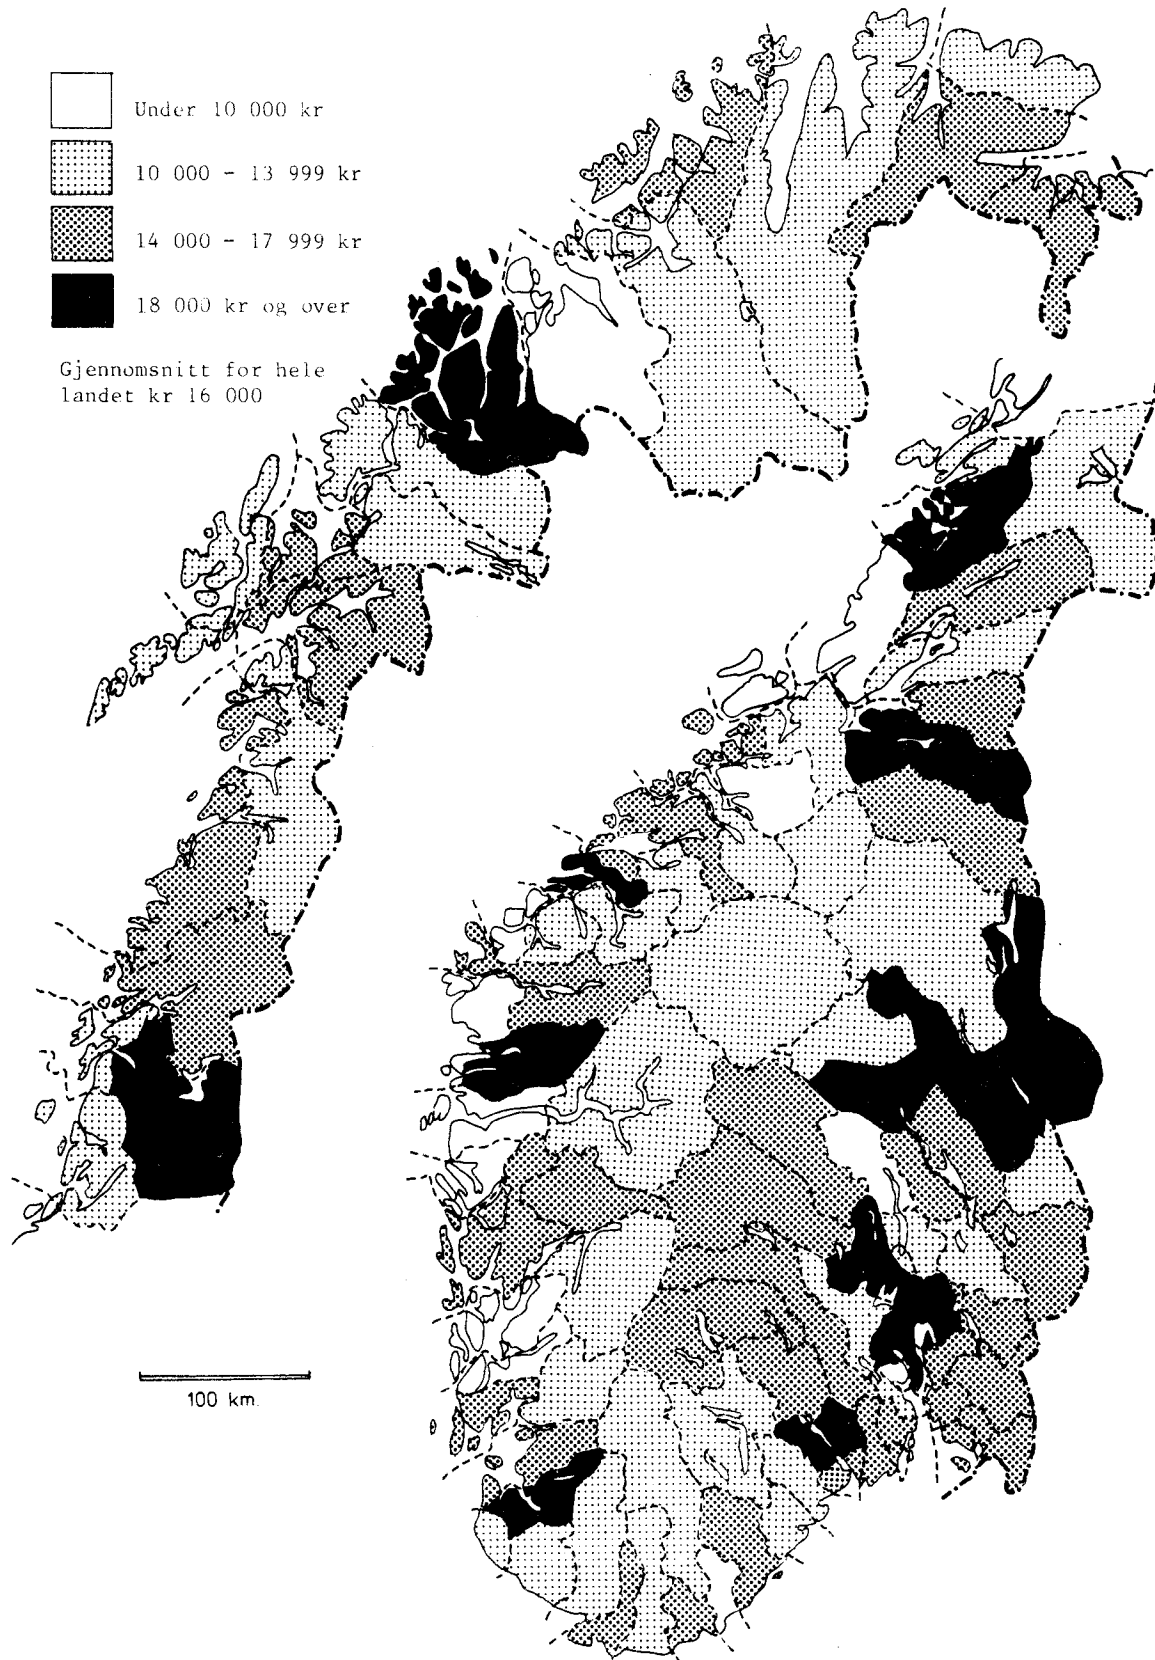 Under 10 000 kr
10 000 - 13 999 kr
14 000 - 17 999 kr
18 000 kr og over
Gjennomsnitt for hele
landet kr 16 000
100 km.